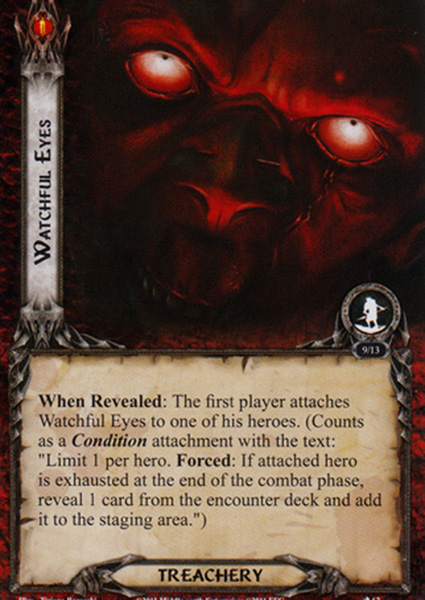 WATCHFUL EYES
9/13
When Revealed: The first player attaches
Watchful Eyes to one of his heroes. (Counts
as a Condition attachment with the text:
"Limit 1 per hero. Forced: If attached hero
is exhausted at the end of the combat phase,
reveal 1 card from the encounter deck and add
it to the staging area.")
TREACHERY